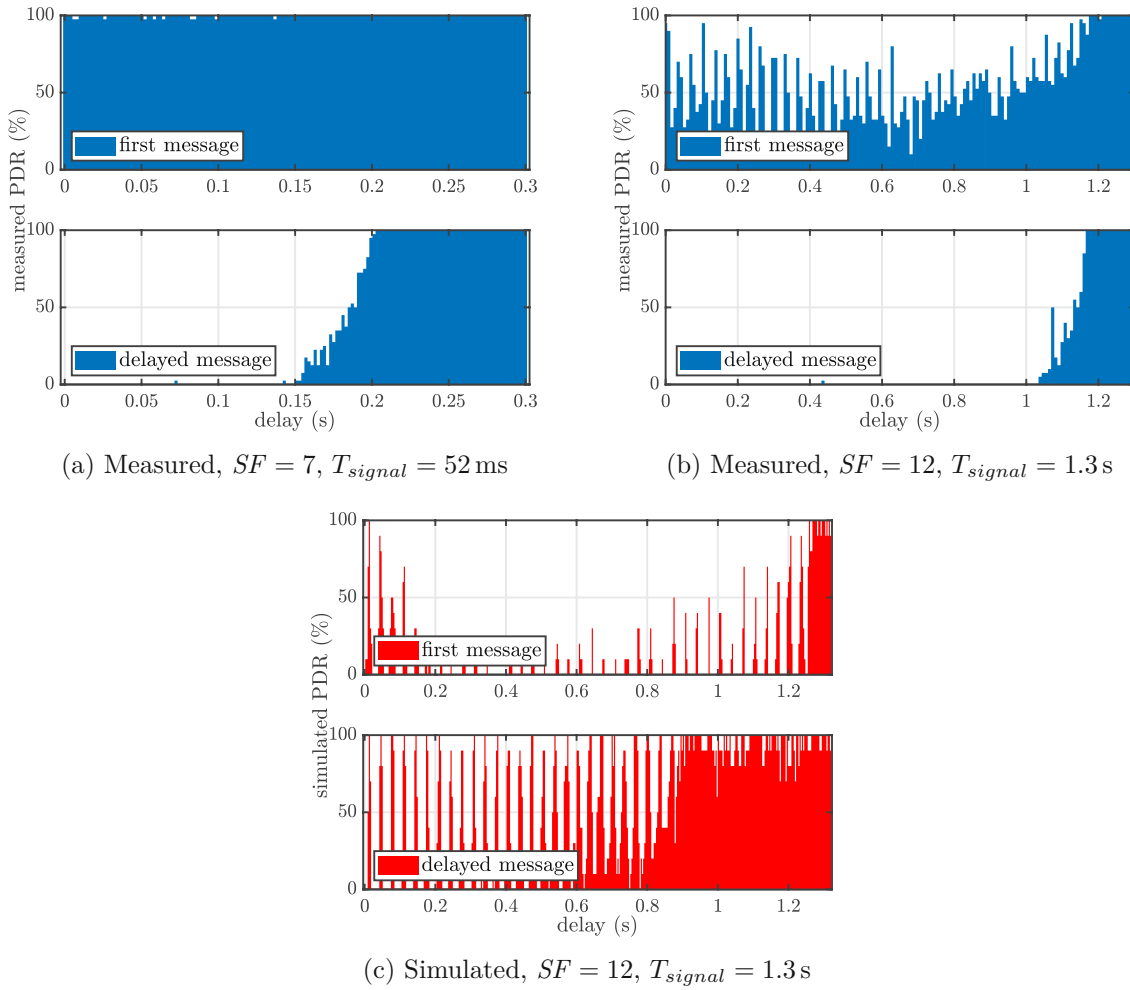 measured PDR (%)
100
50
0
first message
0 0.05 0.1 0.15 0.2 0.25 0.3
100
50
0
delayed message
0 0.05 0.1 0.15 0.2 0.25 0.3
delay (s)
(a) Measured, SF = 7, T_signal = 52 ms
measured PDR (%)
100
50
0
first message
0 0.2 0.4 0.6 0.8 1 1.2
100
50
0
delayed message
0 0.2 0.4 0.6 0.8 1 1.2
delay (s)
(b) Measured, SF = 12, T_signal = 1.3 s
simulated PDR (%)
100
50
0
first message
0 0.2 0.4 0.6 0.8 1 1.2
100
50
0
delayed message
0 0.2 0.4 0.6 0.8 1 1.2
delay (s)
(c) Simulated, SF = 12, T_signal = 1.3 s